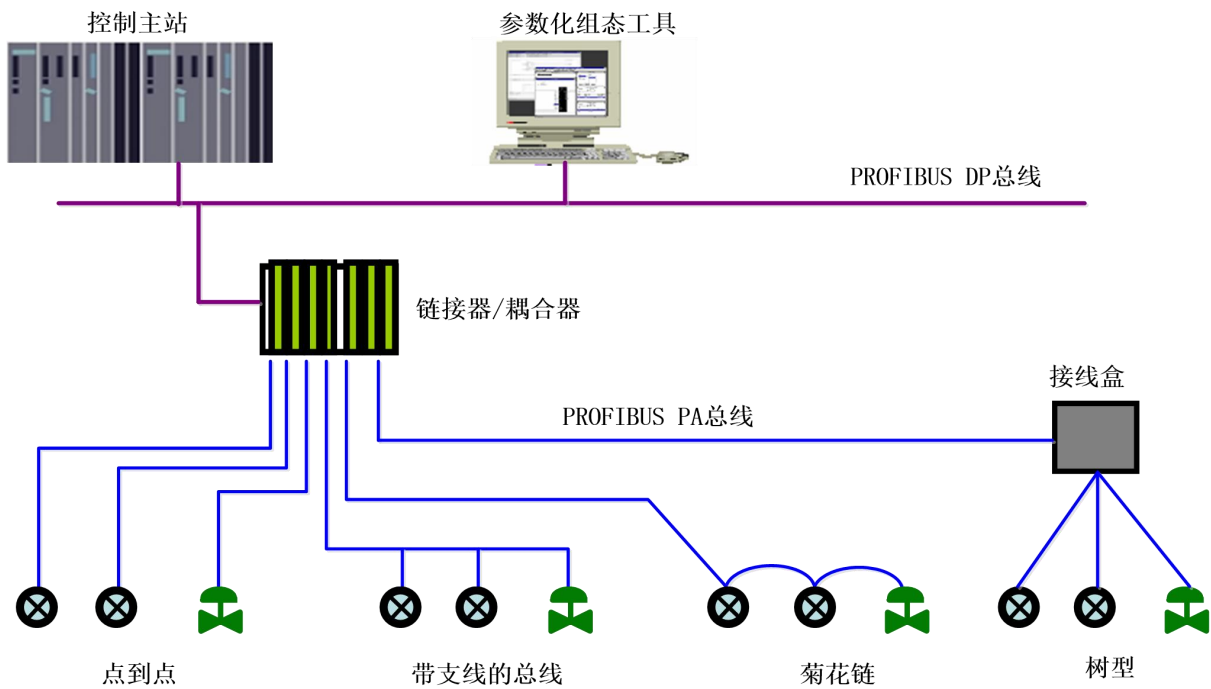 控制主站
参数化组态工具
PROFIBUS DP总线
链接器/耦合器
接线盒
PROFIBUS PA总线
点到点
带支线的总线
菊花链
树型